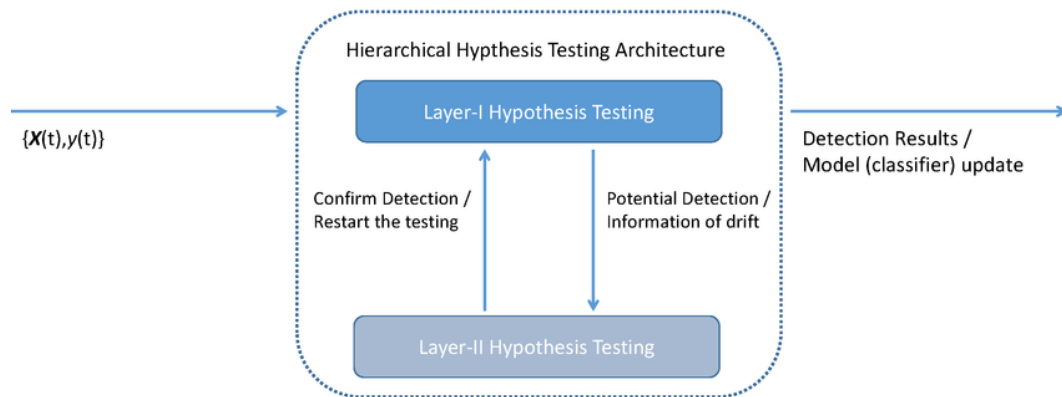 Hierarchical Hypthesis Testing Architecture
Layer-I Hypothesis Testing
{X(t),y(t)}
Detection Results /
Model (classifier) update
Confirm Detection /
Restart the testing
Potential Detection /
Information of drift
Layer-II Hypothesis Testing